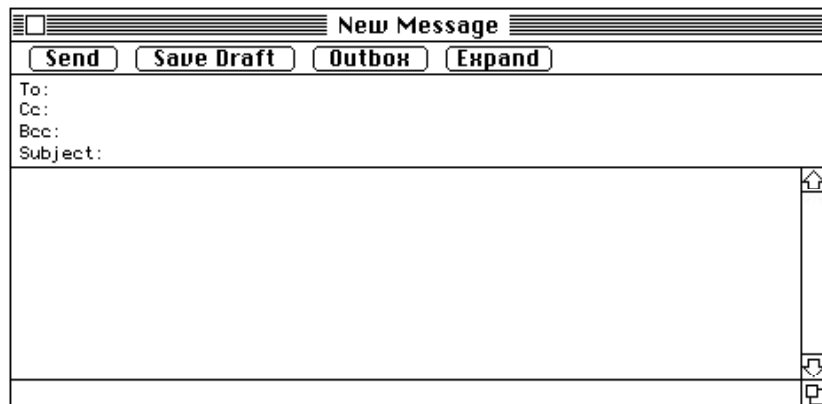 New Message
Send Save Draft Outbox Expand
To:
Cc:
Bcc:
Subject: